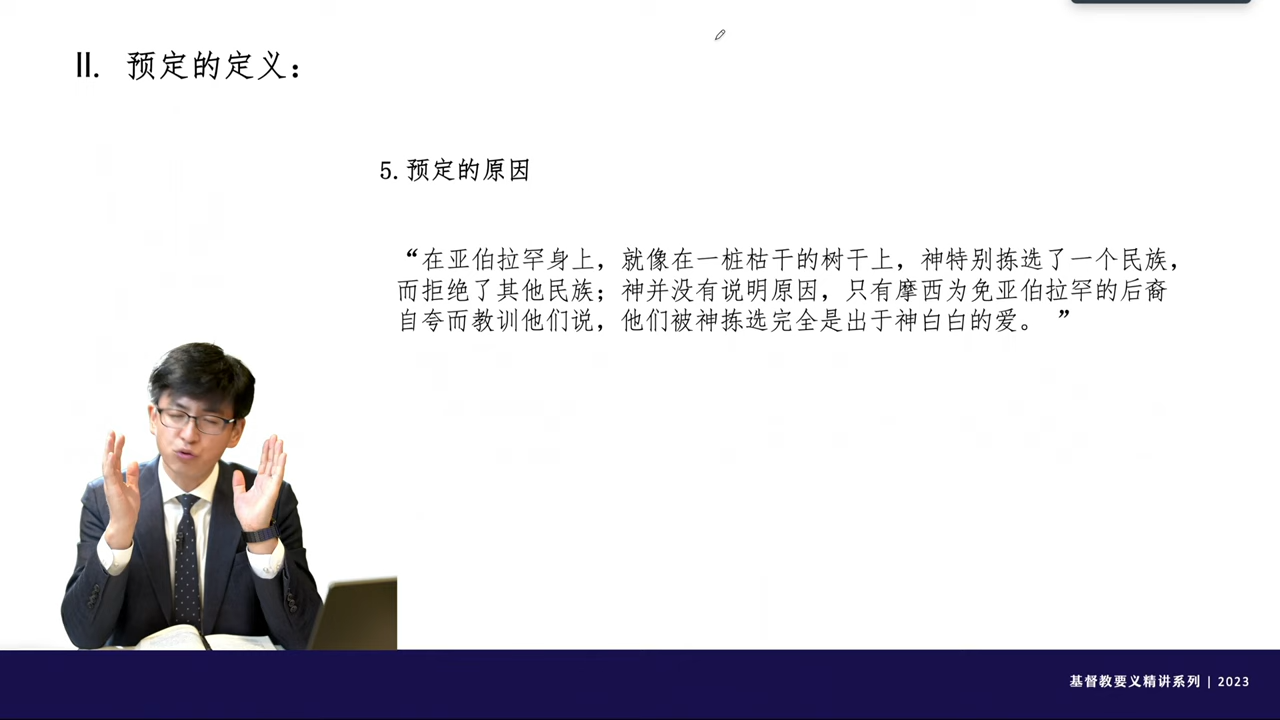 II. 预定的定义：
5. 预定的原因
“在亚伯拉罕身上，就像在一桩枯干的树干上，神特别拣选了一个民族，
而拒绝了其他民族；神并没有说明原因，只有摩西为免亚伯拉罕的后裔
自夸而教训他们说，他们被神拣选完全是出于神白白的爱。 ”
基督教要义精讲系列 | 2023